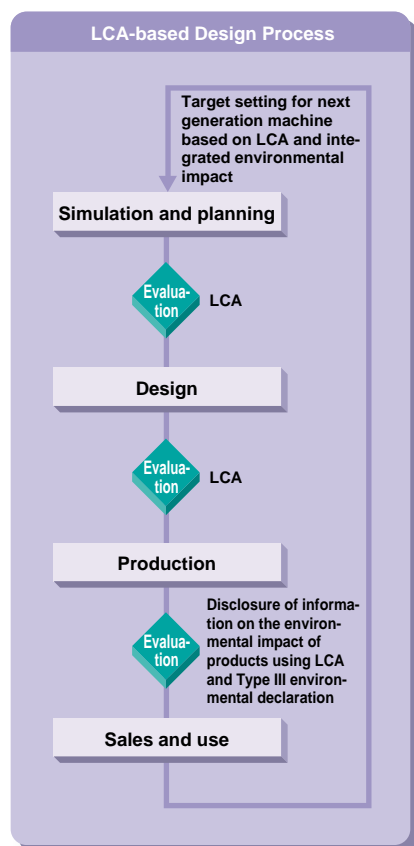 LCA-based Design Process
Target setting for next
generation machine
based on LCA and inte-
grated environmental
impact
Simulation and planning
Evalua-
tion
LCA
Design
Evalua-
tion
LCA
Production
Evalua-
tion
Disclosure of informa-
tion on the environ-
mental impact of
products using LCA
and Type III environ-
mental declaration
Sales and use